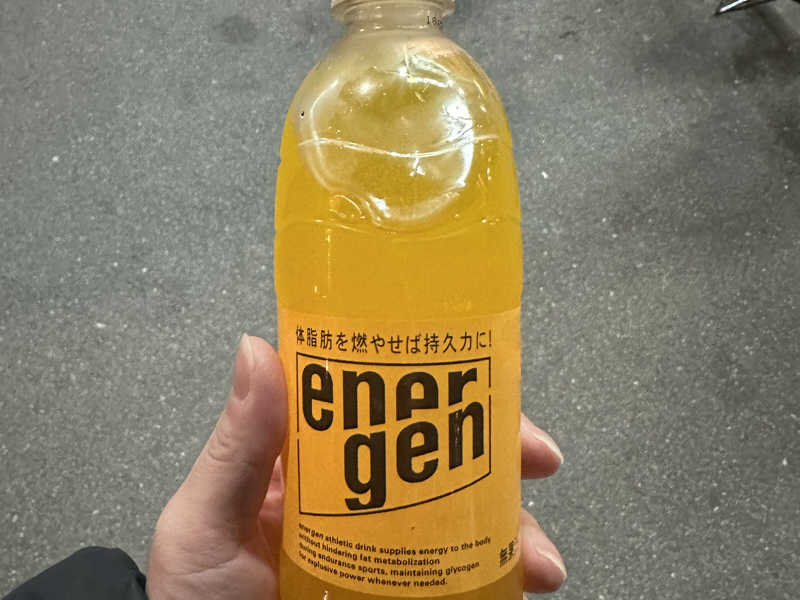 体脂肪を燃やせば持久力に!
ener
gen
energen athletic drink supplies energy to the body
without hindering fat metabolization
during endurance sports, maintaining glycogen
for explosive power whenever needed.